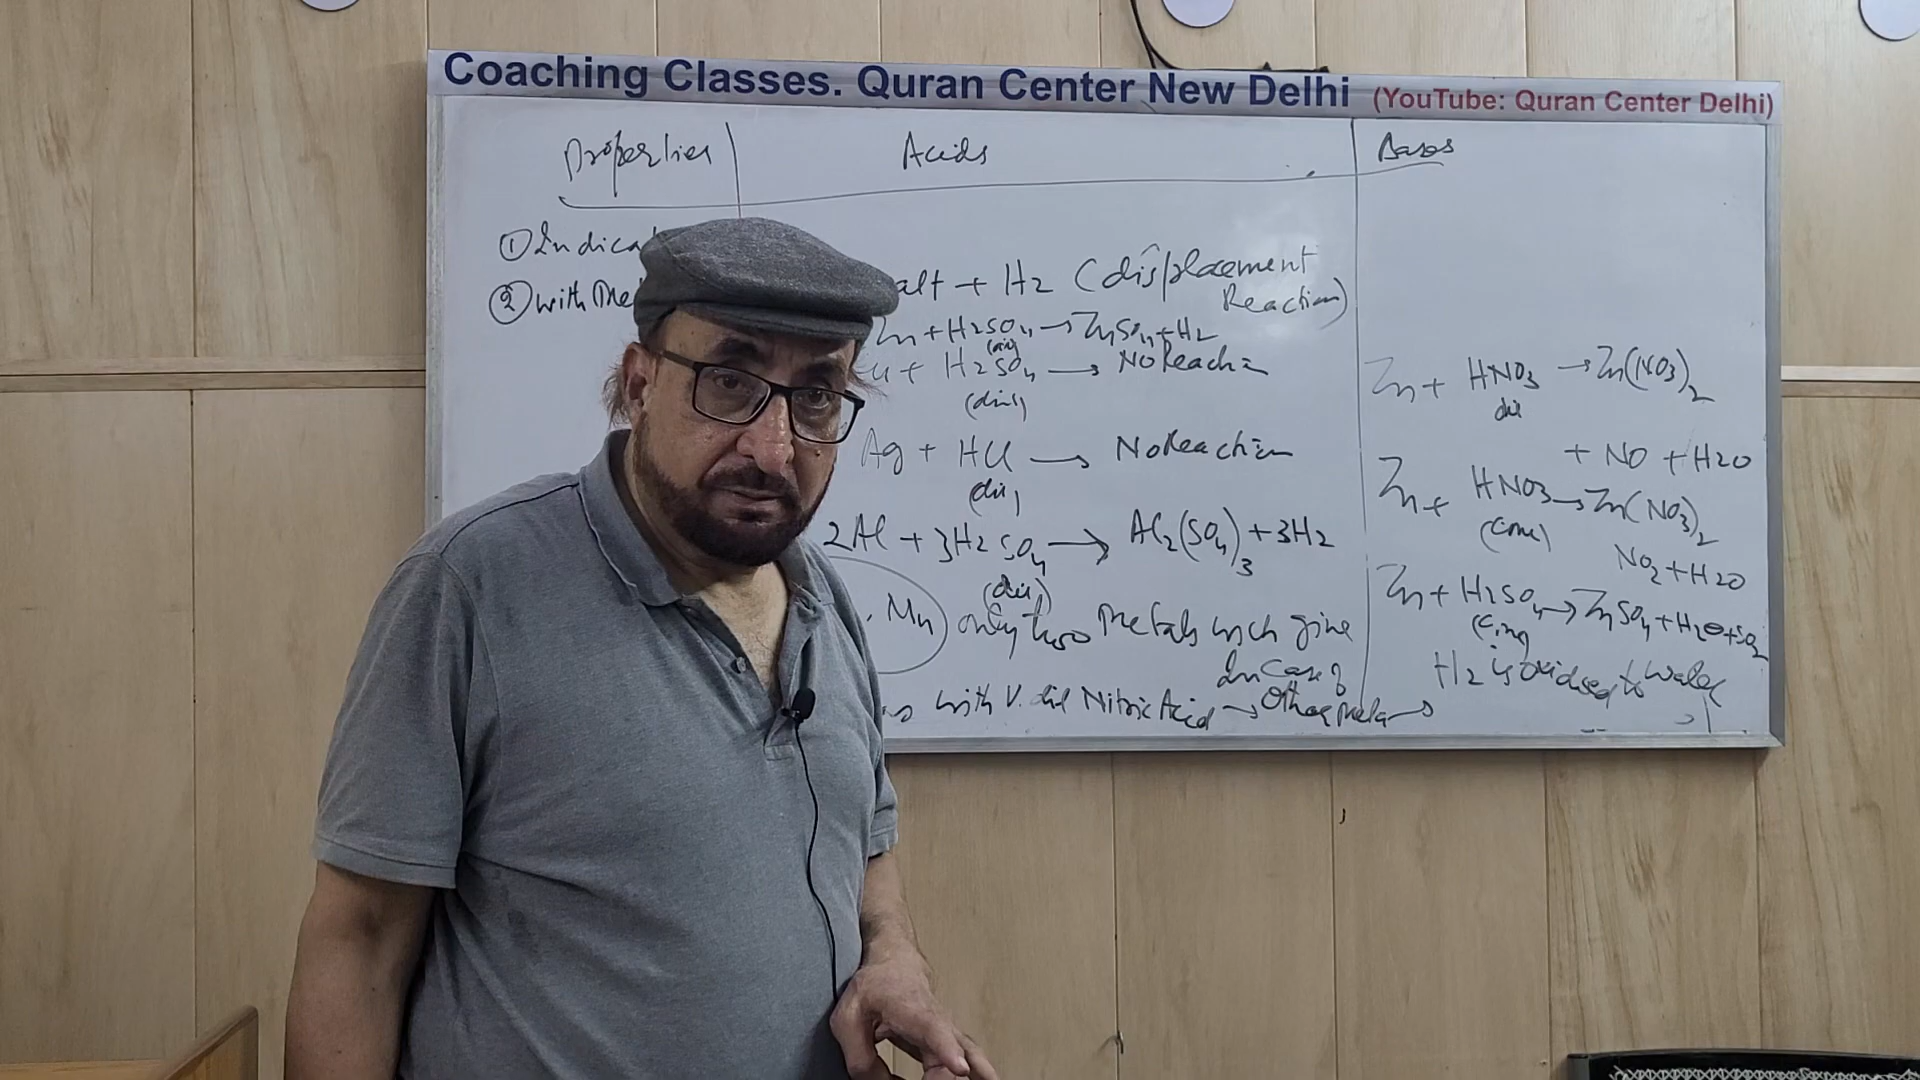 Coaching Classes. Quran Center New Delhi (YouTube: Quran Center Delhi)
Properties Acids Bases
① Indica
② with Me
alt + H2 (displacement
Reaction)
Zn + H2SO4 → ZnSO4 + H2
(dil)
u + H2SO4 → No Reaction
(dil)
Ag + HCl → No Reaction
(dil)
2Al + 3H2SO4 → Al2(SO4)3 + 3H2
(dil)
, Mn only two metals which give
with V. dil Nitric Acid → In Case of
Other metals →
Zn + HNO3 → Zn(NO3)2
dil
+ NO + H2O
Zn + HNO3 → Zn(NO3)2
(Conc)
NO2 + H2O
Zn + H2SO4 → ZnSO4 + H2O + SO2
(Conc)
H2 is oxidised to water